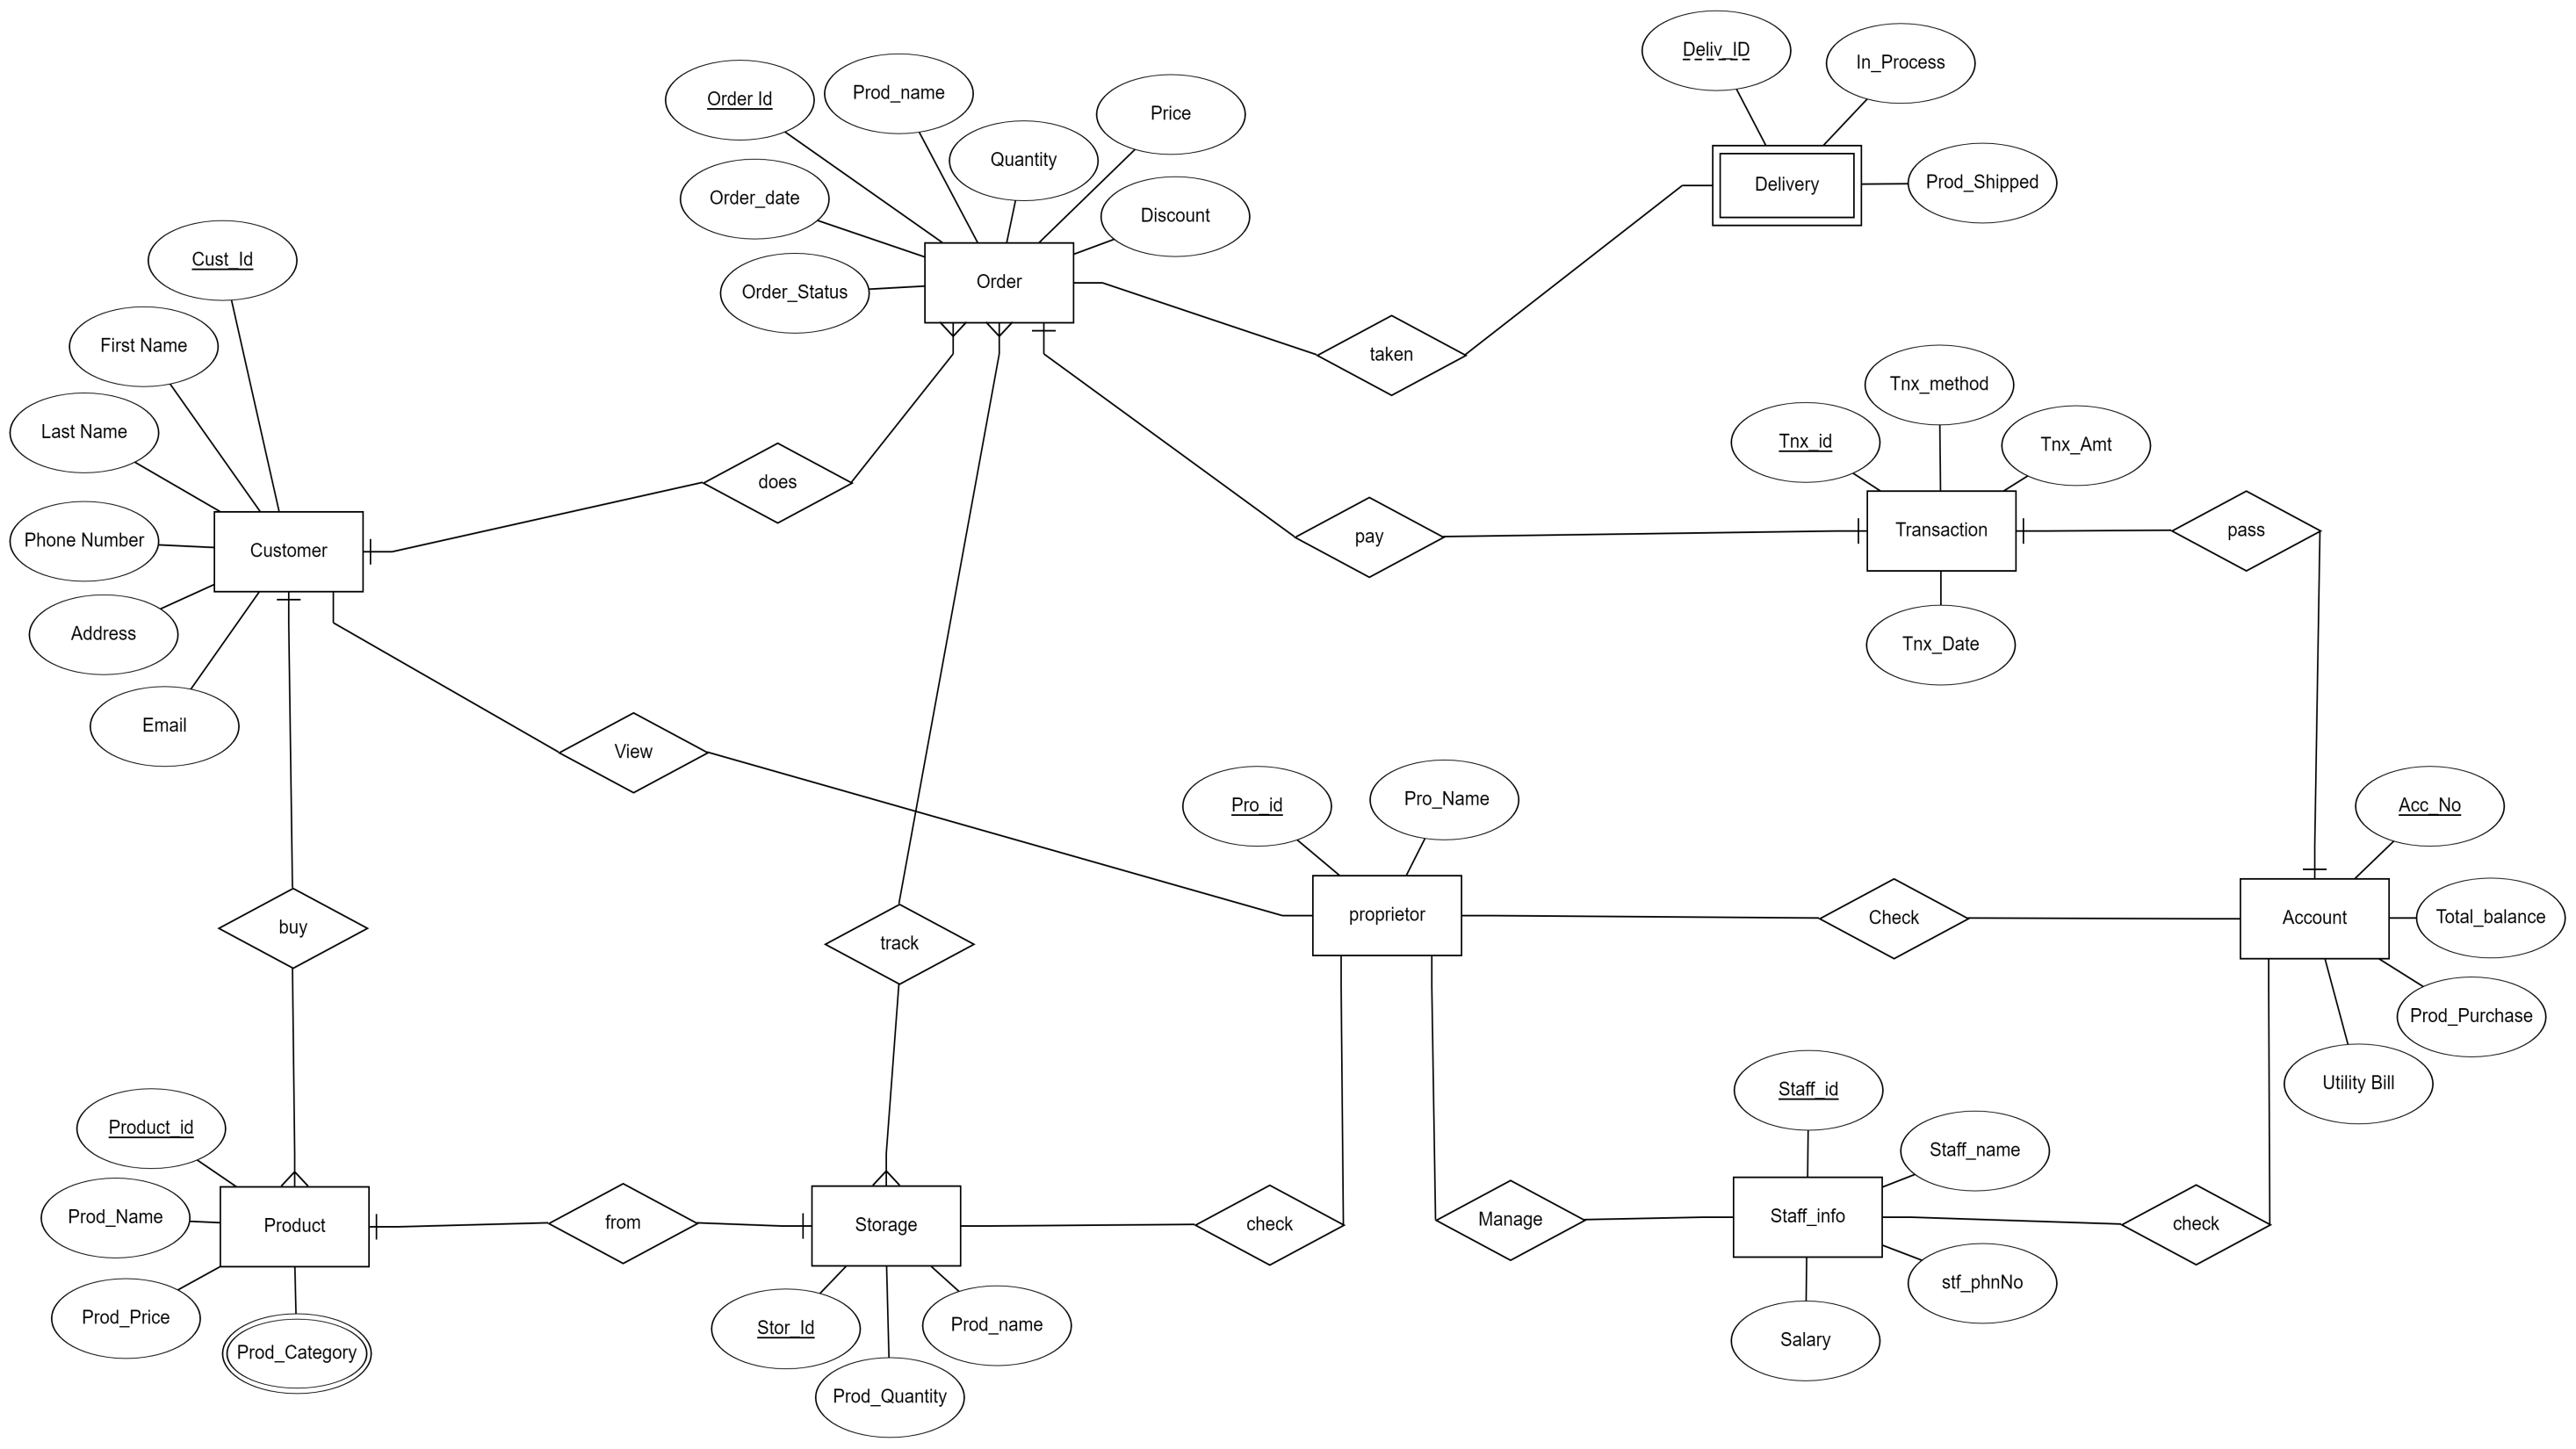 Deliv_ID
In_Process
Order Id
Prod_name
Price
Quantity
Delivery
Prod_Shipped
Order_date
Discount
Cust_Id
Order
Order_Status
First Name
taken
Tnx_method
Last Name
Tnx_id
Tnx_Amt
does
Phone Number
Customer
pay
Transaction
pass
Address
Tnx_Date
Email
View
Pro_id
Pro_Name
Acc_No
buy
track
proprietor
Check
Account
Total_balance
Prod_Purchase
Utility Bill
Staff_id
Product_id
Staff_name
Prod_Name
Product
from
Storage
check
Manage
Staff_info
check
stf_phnNo
Prod_Price
Stor_Id
Prod_name
Salary
Prod_Category
Prod_Quantity